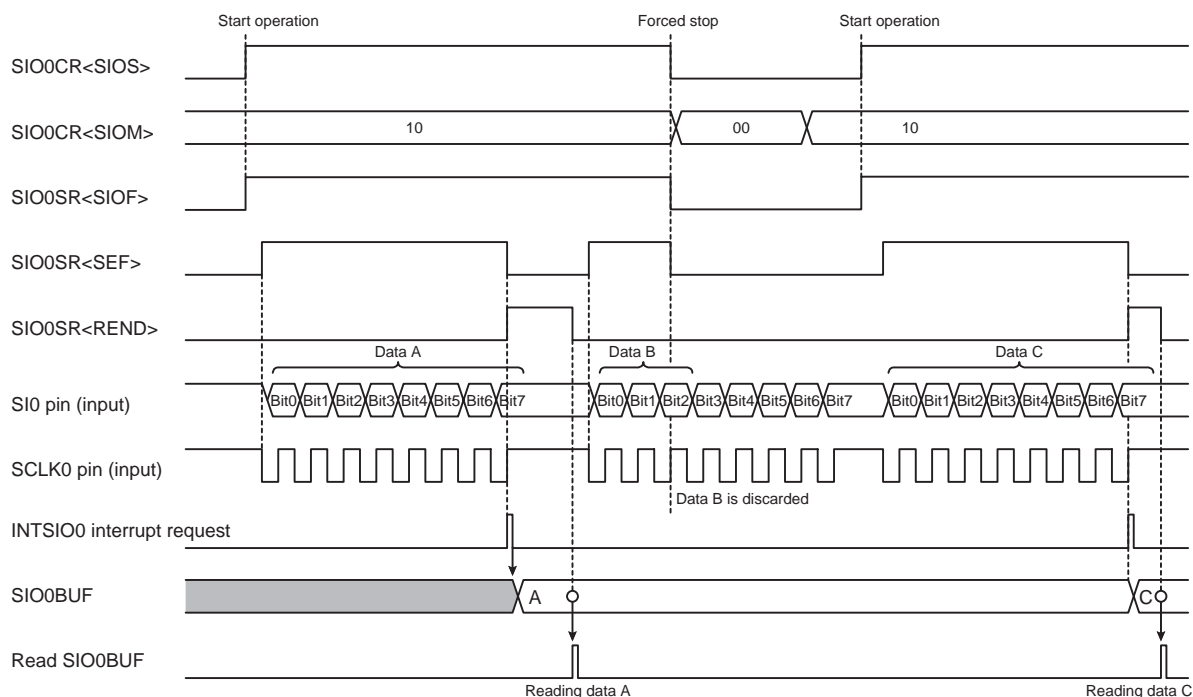 Start operation Forced stop Start operation
SIO0CR<SIOS>
SIO0CR<SIOM> 10 00 10
SIO0SR<SIOF>
SIO0SR<SEF>
SIO0SR<REND>
Data A Data B Data C
SI0 pin (input) Bit0 Bit1 Bit2 Bit3 Bit4 Bit5 Bit6 Bit7 Bit0 Bit1 Bit2 Bit3 Bit4 Bit5 Bit6 Bit7 Bit0 Bit1 Bit2 Bit3 Bit4 Bit5 Bit6 Bit7
SCLK0 pin (input)
Data B is discarded
INTSIO0 interrupt request
SIO0BUF A C
Read SIO0BUF
Reading data A Reading data C